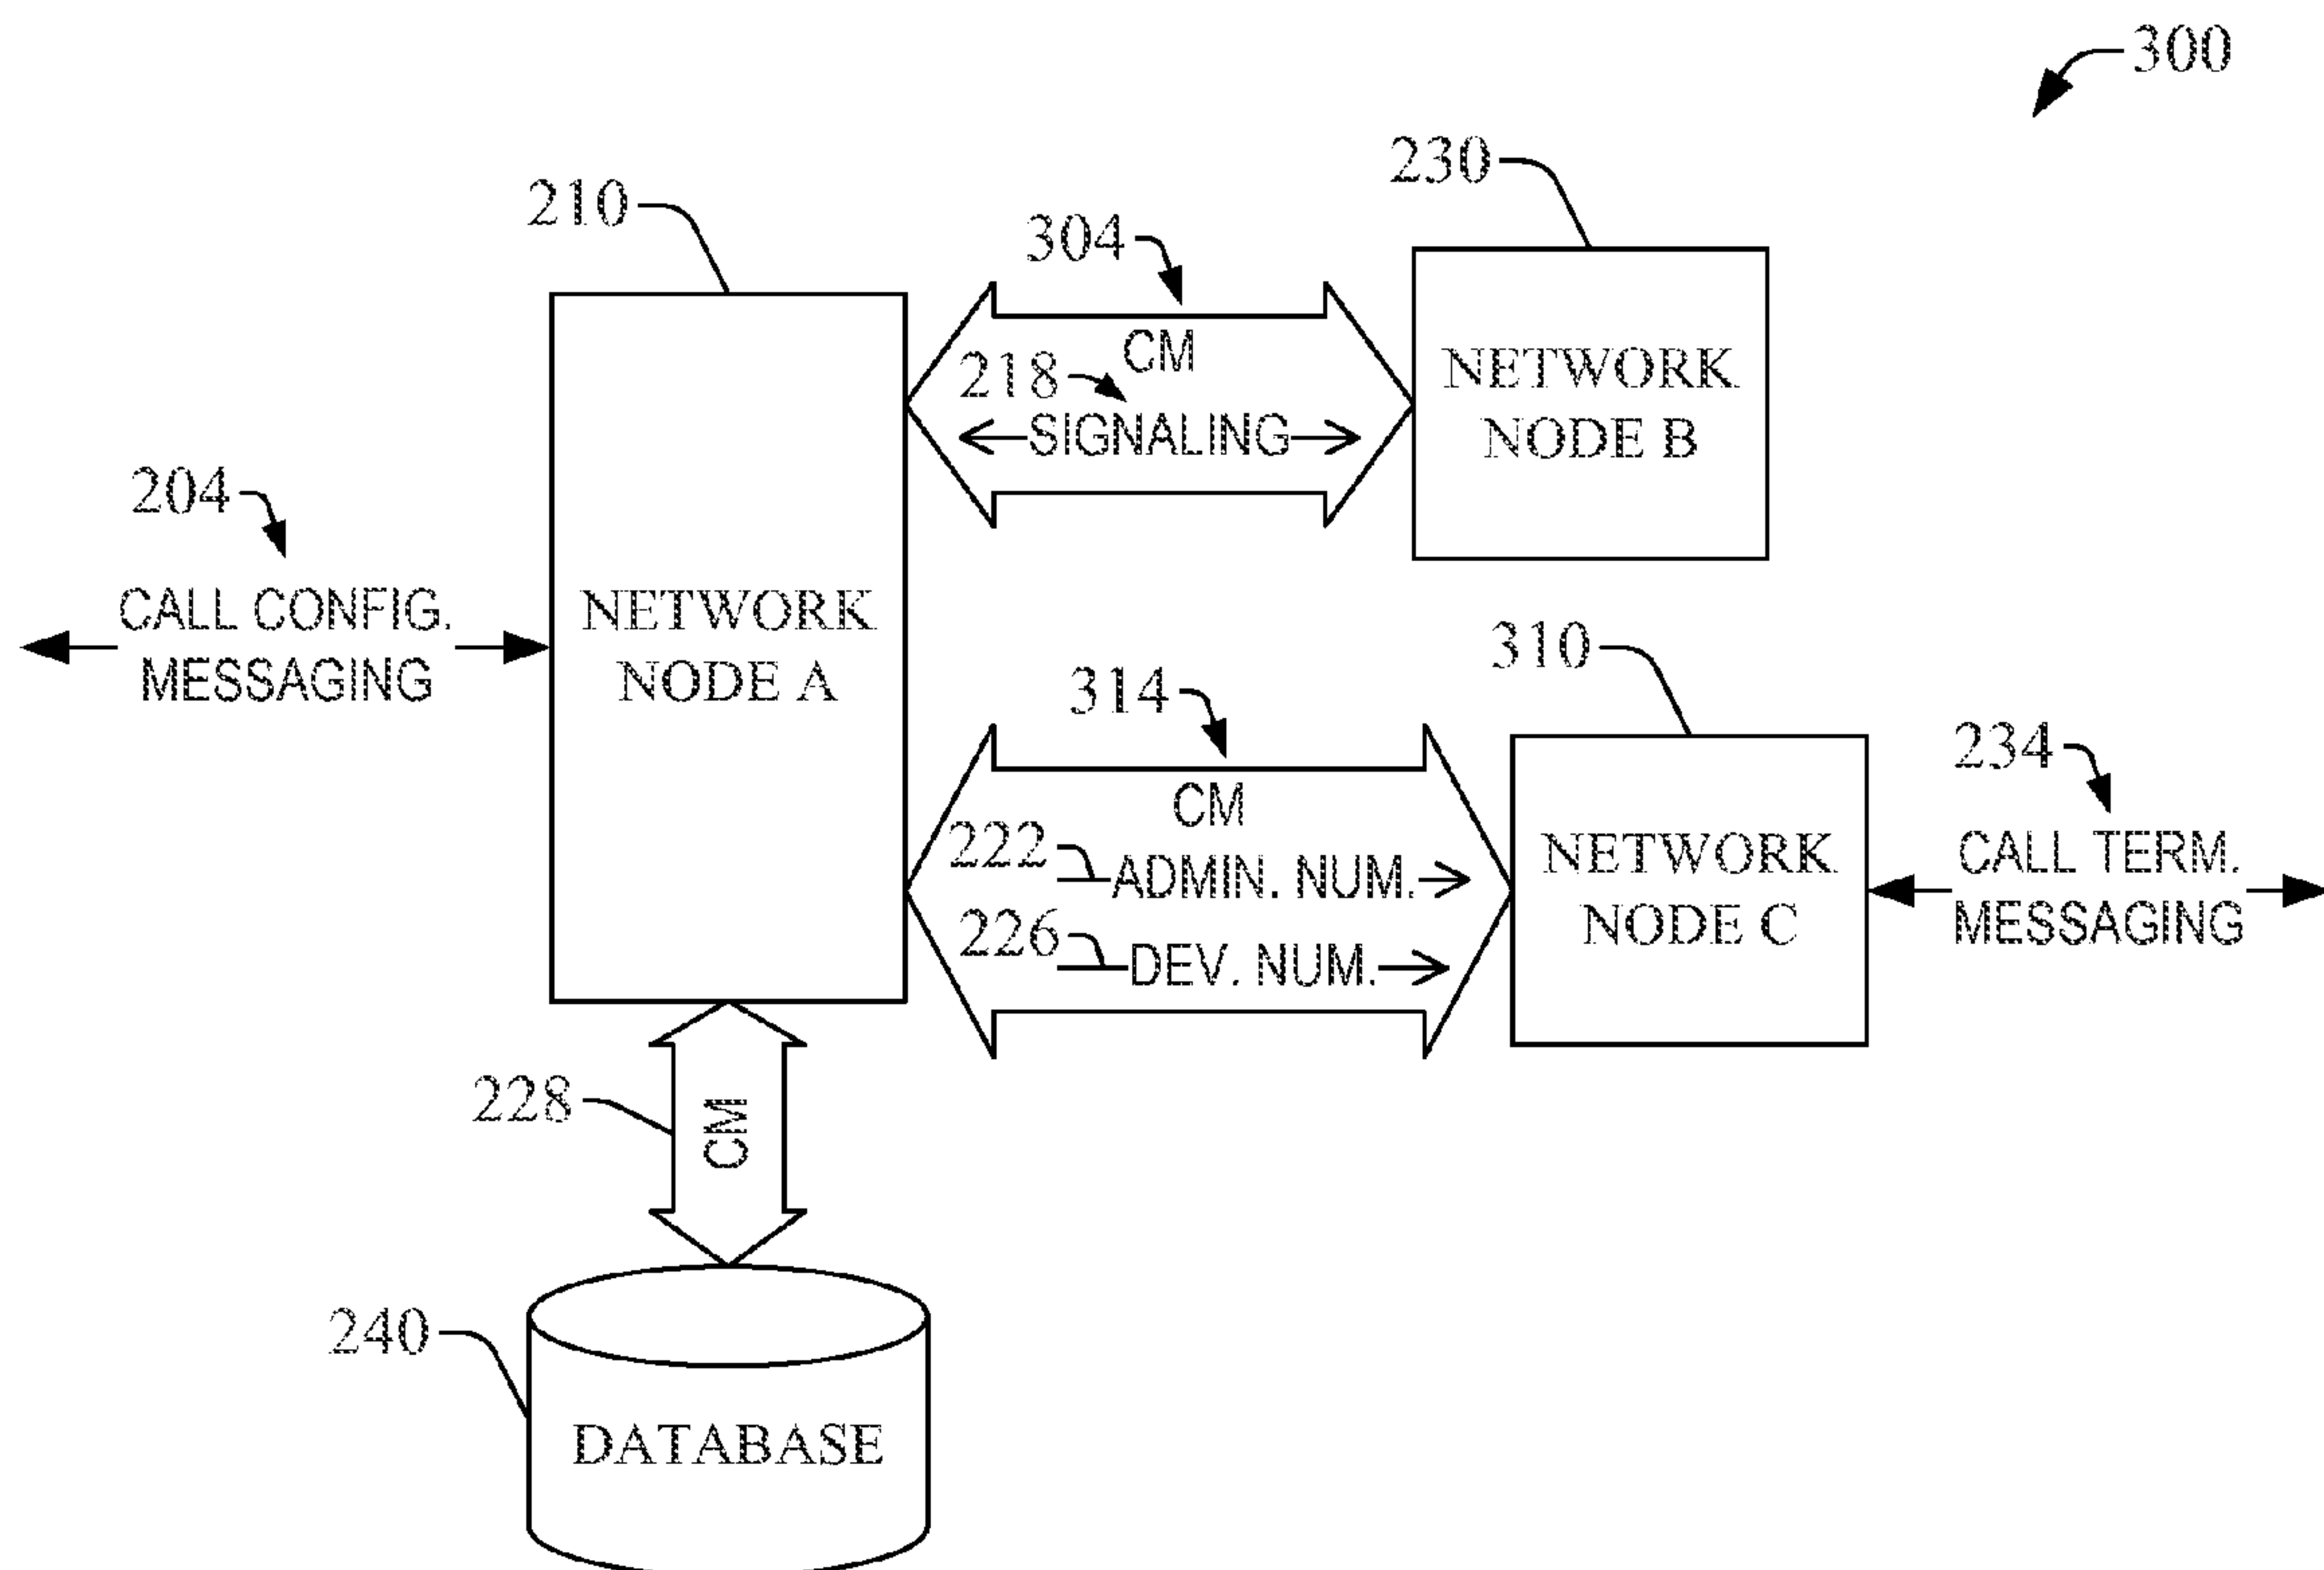 300
230
210
304
CM
218
SIGNALING
NETWORK
NODE B
204
CALL CONFIG.
MESSAGING
NETWORK
NODE A
310
314
234
CM
222
ADMIN. NUM.
226
DEV. NUM.
NETWORK
NODE C
CALL TERM.
MESSAGING
228
CM
240
DATABASE